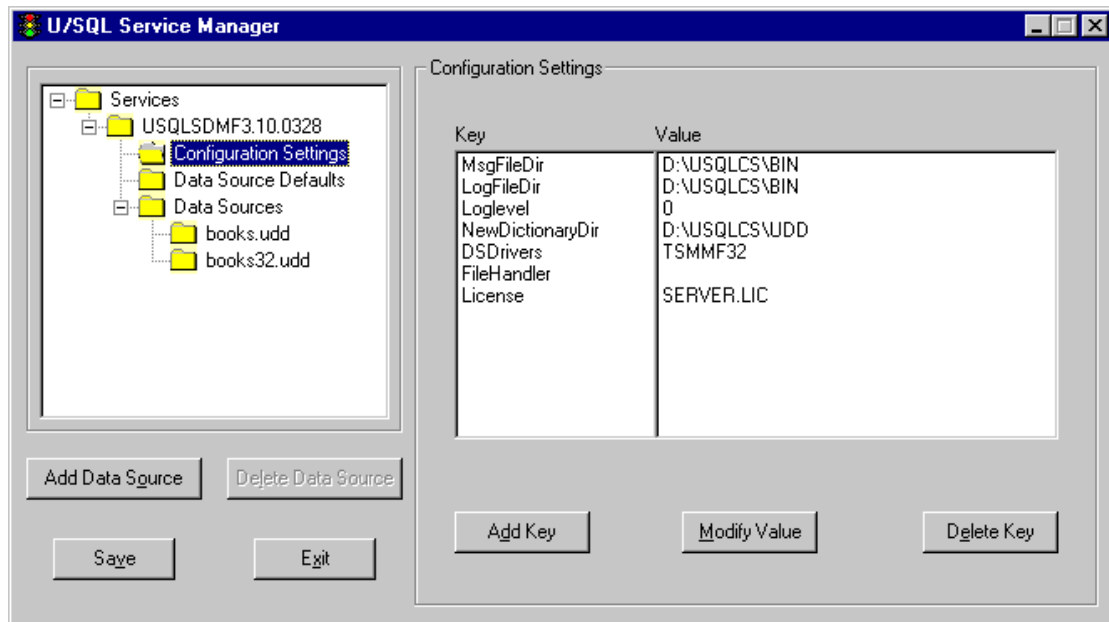 U/SQL Service Manager
Services
USQLSDMF3.10.0328
Configuration Settings
Data Source Defaults
Data Sources
books.udd
books32.udd
Add Data Source
Delete Data Source
Save
Exit
Configuration Settings
Key Value
MsgFileDir D:\USQLCS\BIN
LogFileDir D:\USQLCS\BIN
Loglevel 0
NewDictionaryDir D:\USQLCS\UDD
DSDrivers TSMMF32
FileHandler
License SERVER.LIC
Add Key
Modify Value
Delete Key